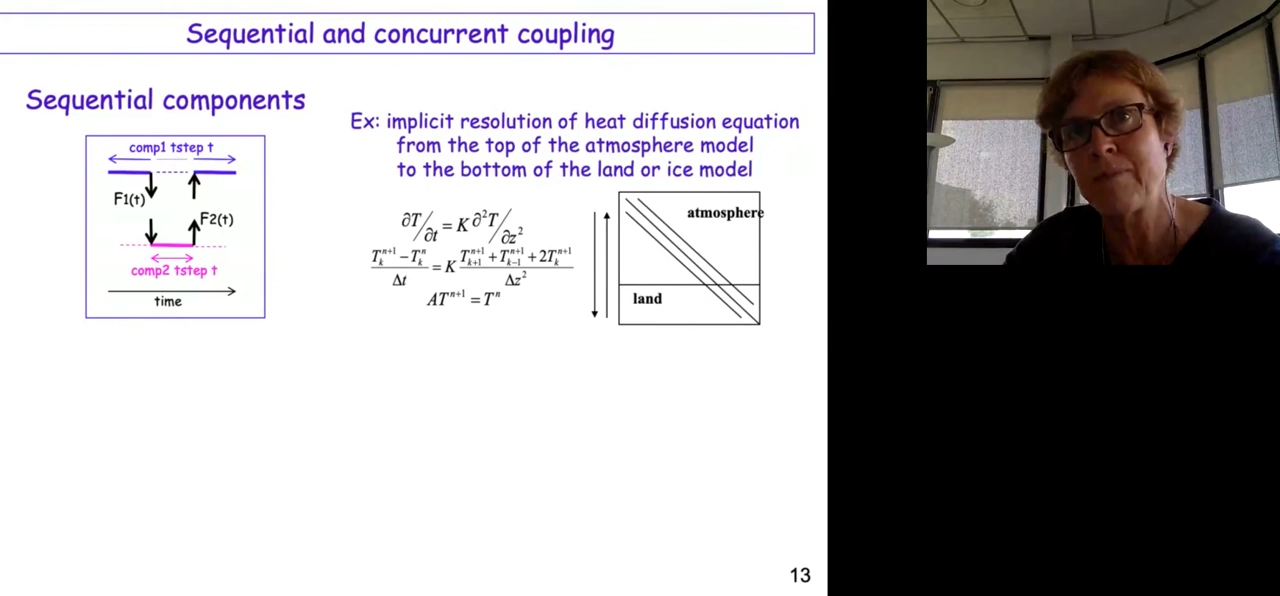 Sequential and concurrent coupling
Sequential components
comp1 tstep t
F1(t)
F2(t)
comp2 tstep t
time
Ex: implicit resolution of heat diffusion equation
from the top of the atmosphere model
to the bottom of the land or ice model
∂T/∂t = K ∂²T/∂z²
(T_k^{n+1} − T_k^n)/Δt = K (T_{k+1}^{n+1} + T_{k−1}^{n+1} + 2T_k^{n+1})/Δz²
AT^{n+1} = T^n
atmosphere
land
13